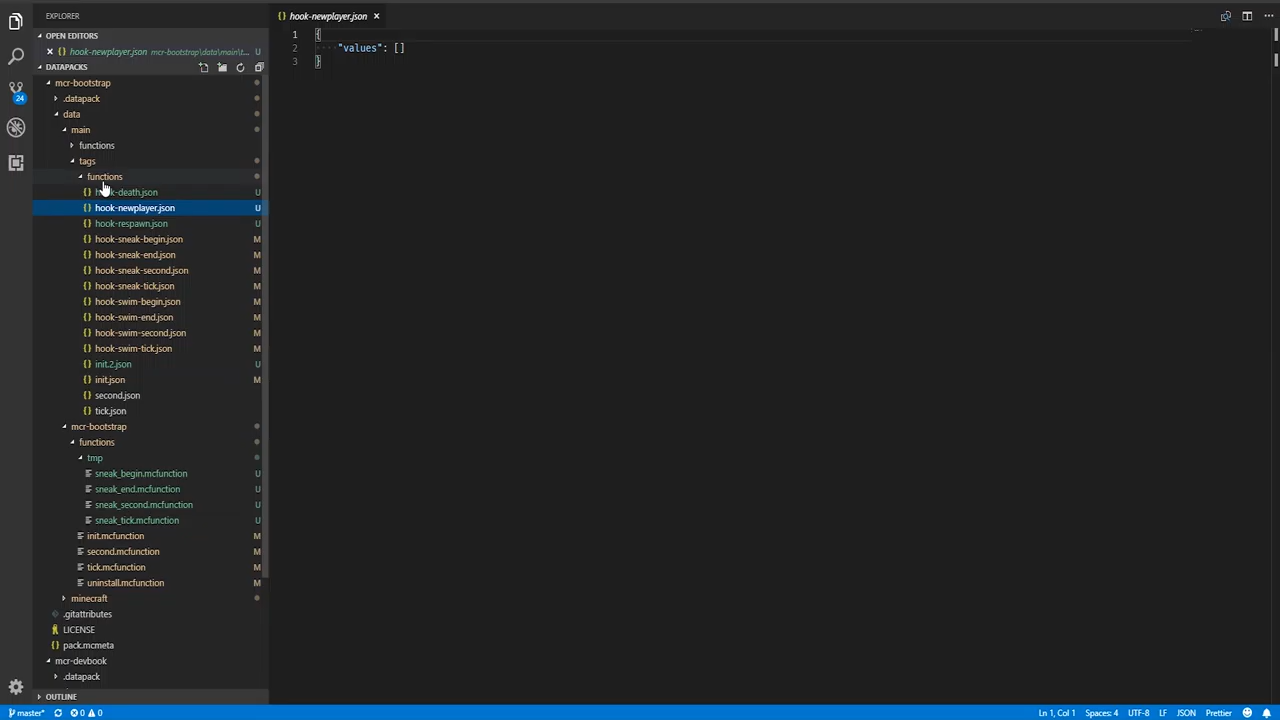 EXPLORER
OPEN EDITORS
hook-newplayer.json mcr-bootstrap\data\main\t... U
DATAPACKS
mcr-bootstrap
.datapack
data
main
functions
tags
functions
hook-death.json U
hook-newplayer.json U
hook-respawn.json U
hook-sneak-begin.json M
hook-sneak-end.json M
hook-sneak-second.json M
hook-sneak-tick.json M
hook-swim-begin.json M
hook-swim-end.json M
hook-swim-second.json M
hook-swim-tick.json M
init.2.json U
init.json M
second.json
tick.json
mcr-bootstrap
functions
tmp
sneak_begin.mcfunction U
sneak_end.mcfunction U
sneak_second.mcfunction U
sneak_tick.mcfunction U
init.mcfunction M
second.mcfunction M
tick.mcfunction M
uninstall.mcfunction M
minecraft
.gitattributes
LICENSE
pack.mcmeta
mcr-devbook
.datapack
OUTLINE
24
hook-newplayer.json
1 {
2 "values": []
3 }
master* 0 0
Ln 1, Col 1 Spaces: 4 UTF-8 LF JSON Prettier